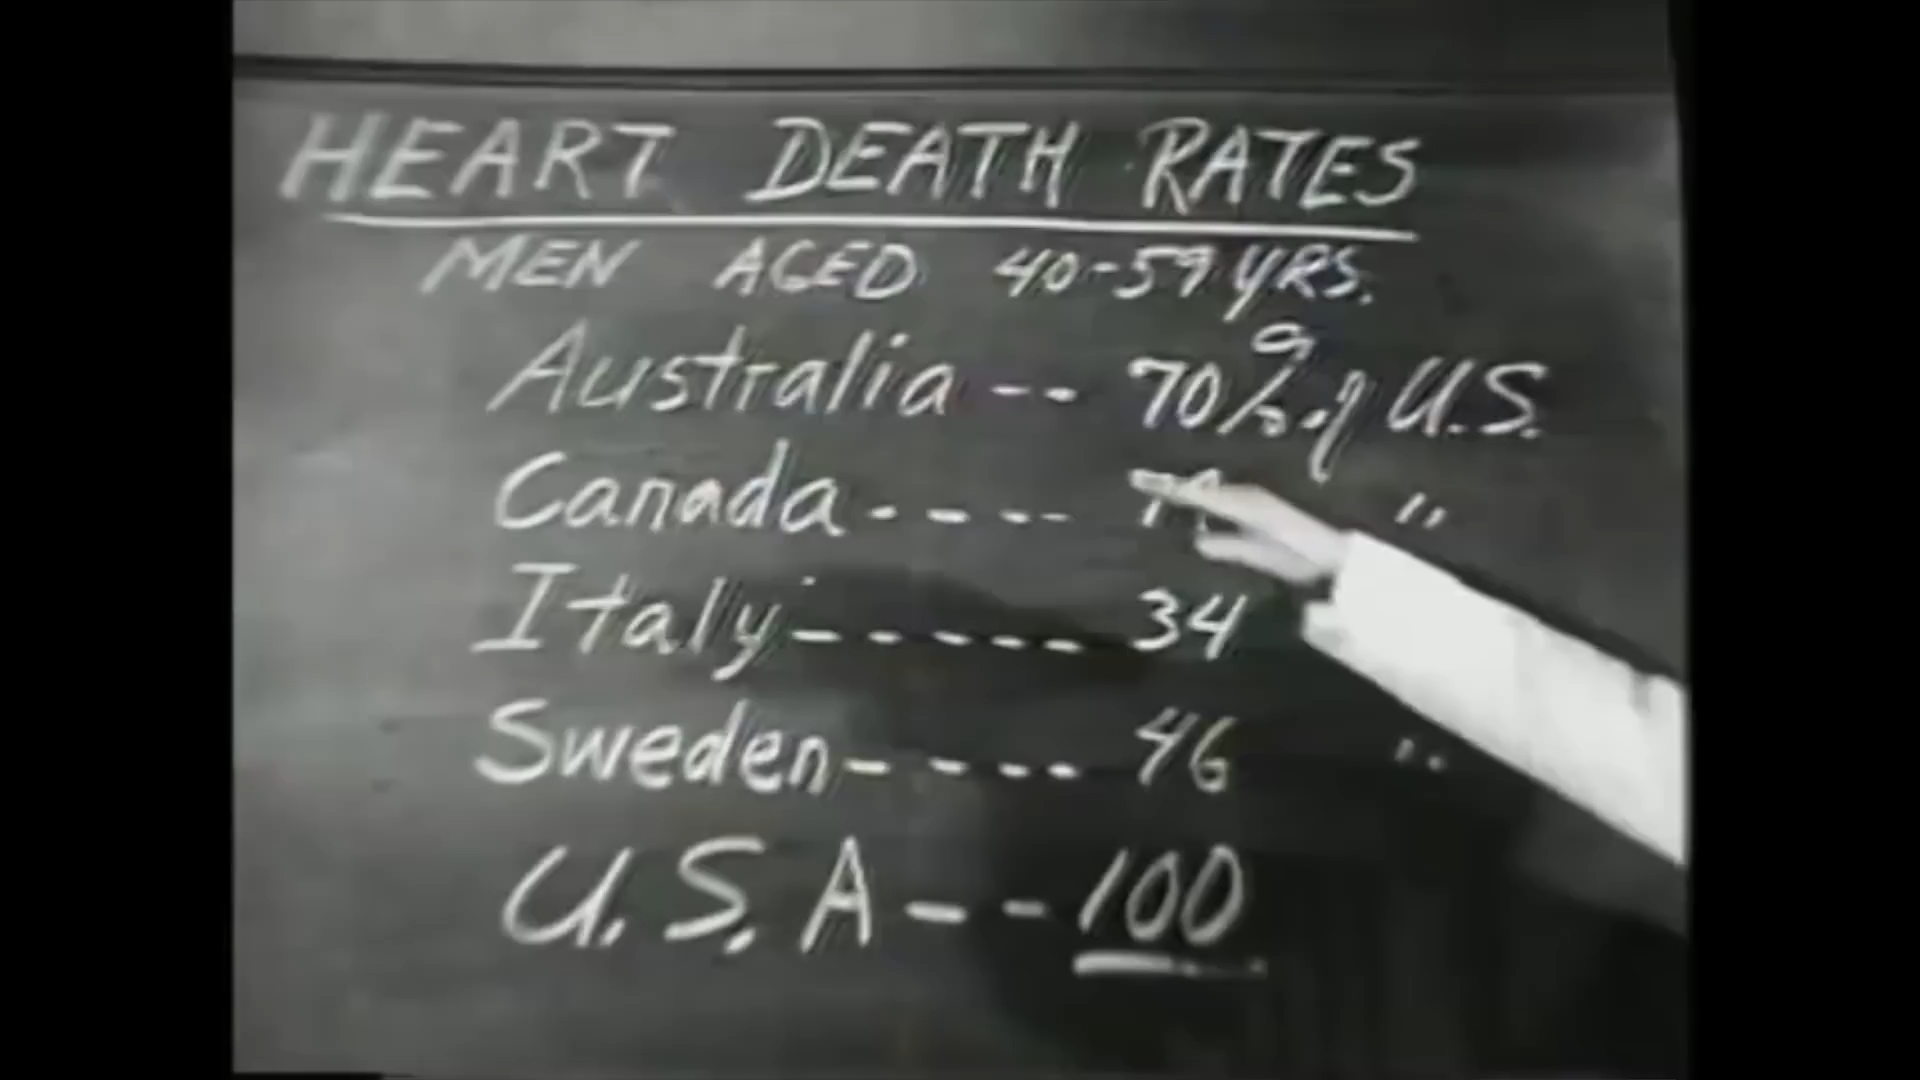 HEART DEATH RATES
MEN AGED 40-59 YRS.
Australia -- 70% of U.S.
Canada ---- "
Italy ----- 34
Sweden ---- 46 "
U.S.A -- 100